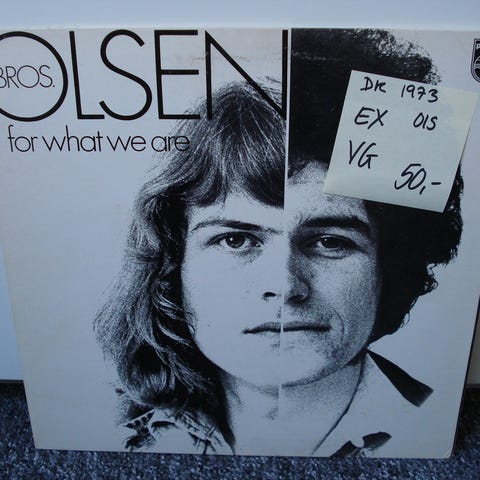 BROS.
OLSEN
for what we are
DK 1973
EX OIS
VG
50,-